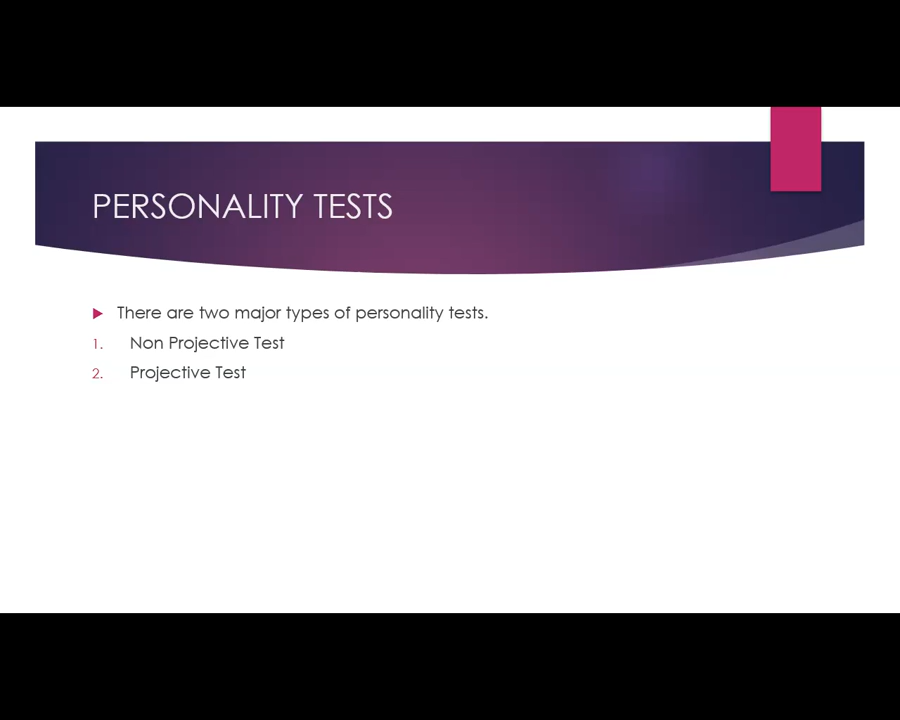 PERSONALITY TESTS
There are two major types of personality tests.
1. Non Projective Test
2. Projective Test